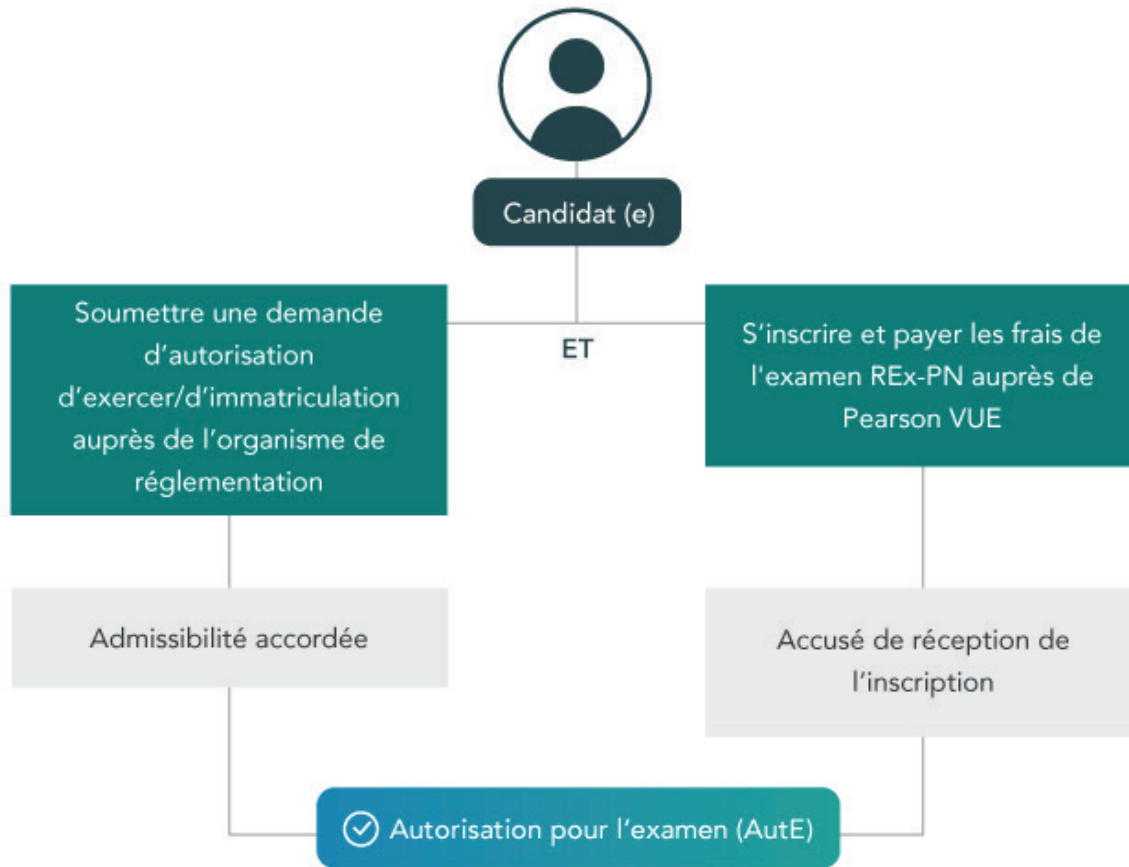 Candidat (e)
Soumettre une demande
d’autorisation
d’exercer/d’immatriculation
auprès de l’organisme de
réglementation
ET
S’inscrire et payer les frais de
l'examen REx-PN auprès de
Pearson VUE
Admissibilité accordée
Accusé de réception de
l’inscription
Autorisation pour l’examen (AutE)